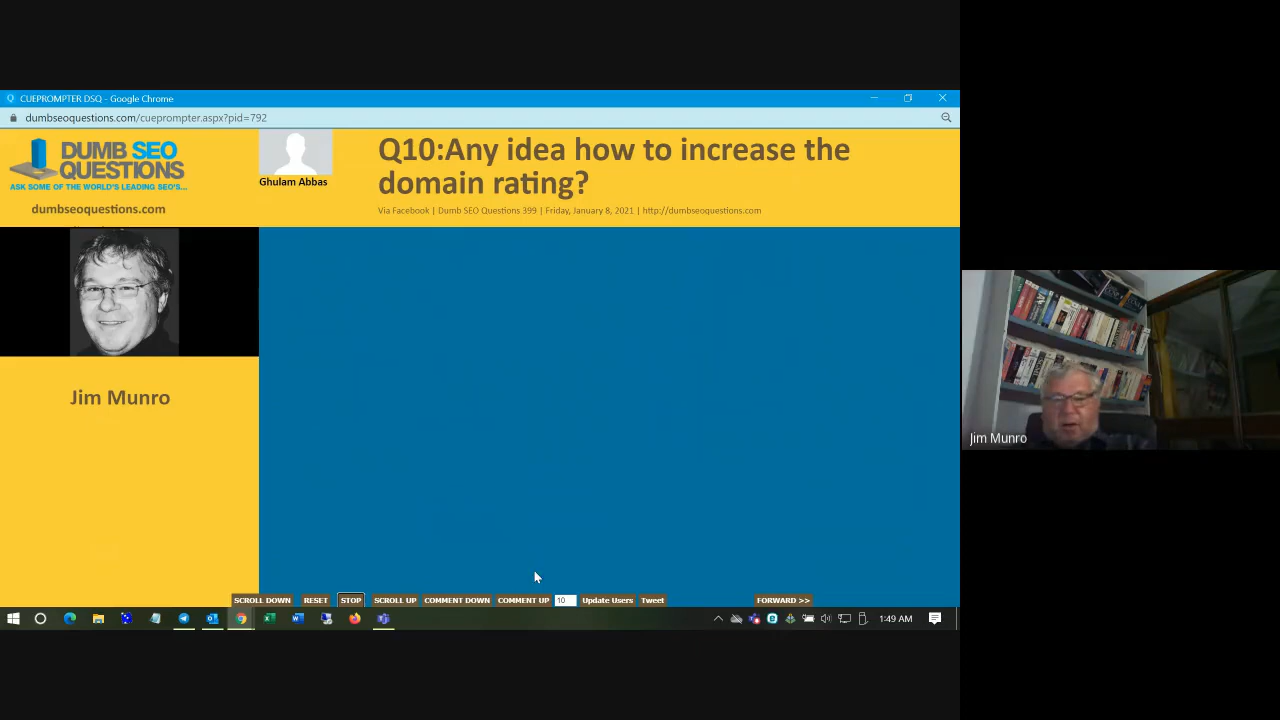 CUEPROMPTER DSQ - Google Chrome
dumbseoquestions.com/cueprompter.aspx?pid=792
DUMB SEO
QUESTIONS
ASK SOME OF THE WORLD'S LEADING SEO'S...
dumbseoquestions.com
Ghulam Abbas
Q10:Any idea how to increase the
domain rating?
Via Facebook | Dumb SEO Questions 399 | Friday, January 8, 2021 | http://dumbseoquestions.com
Jim Munro
Jim Munro
SCROLL DOWN RESET STOP SCROLL UP COMMENT DOWN COMMENT UP 10 Update Users Tweet FORWARD >>
1:49 AM